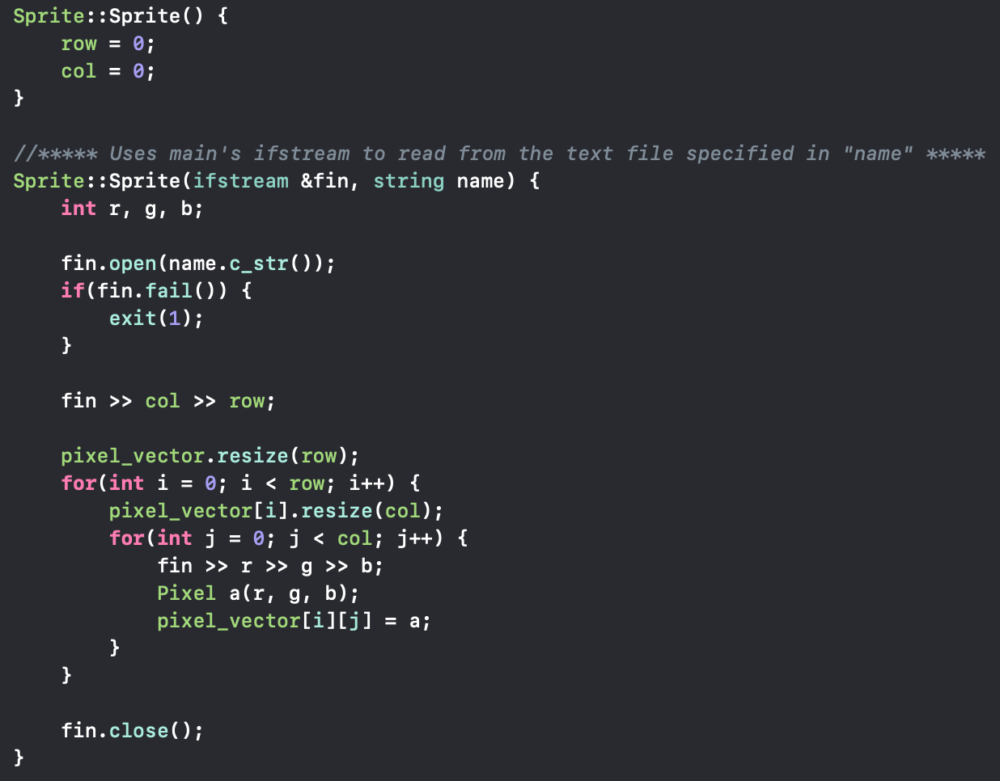 Sprite::Sprite() {
    row = 0;
    col = 0;
}

//***** Uses main's ifstream to read from the text file specified in "name" *****
Sprite::Sprite(ifstream &fin, string name) {
    int r, g, b;

    fin.open(name.c_str());
    if(fin.fail()) {
        exit(1);
    }

    fin >> col >> row;

    pixel_vector.resize(row);
    for(int i = 0; i < row; i++) {
        pixel_vector[i].resize(col);
        for(int j = 0; j < col; j++) {
            fin >> r >> g >> b;
            Pixel a(r, g, b);
            pixel_vector[i][j] = a;
        }
    }

    fin.close();
}